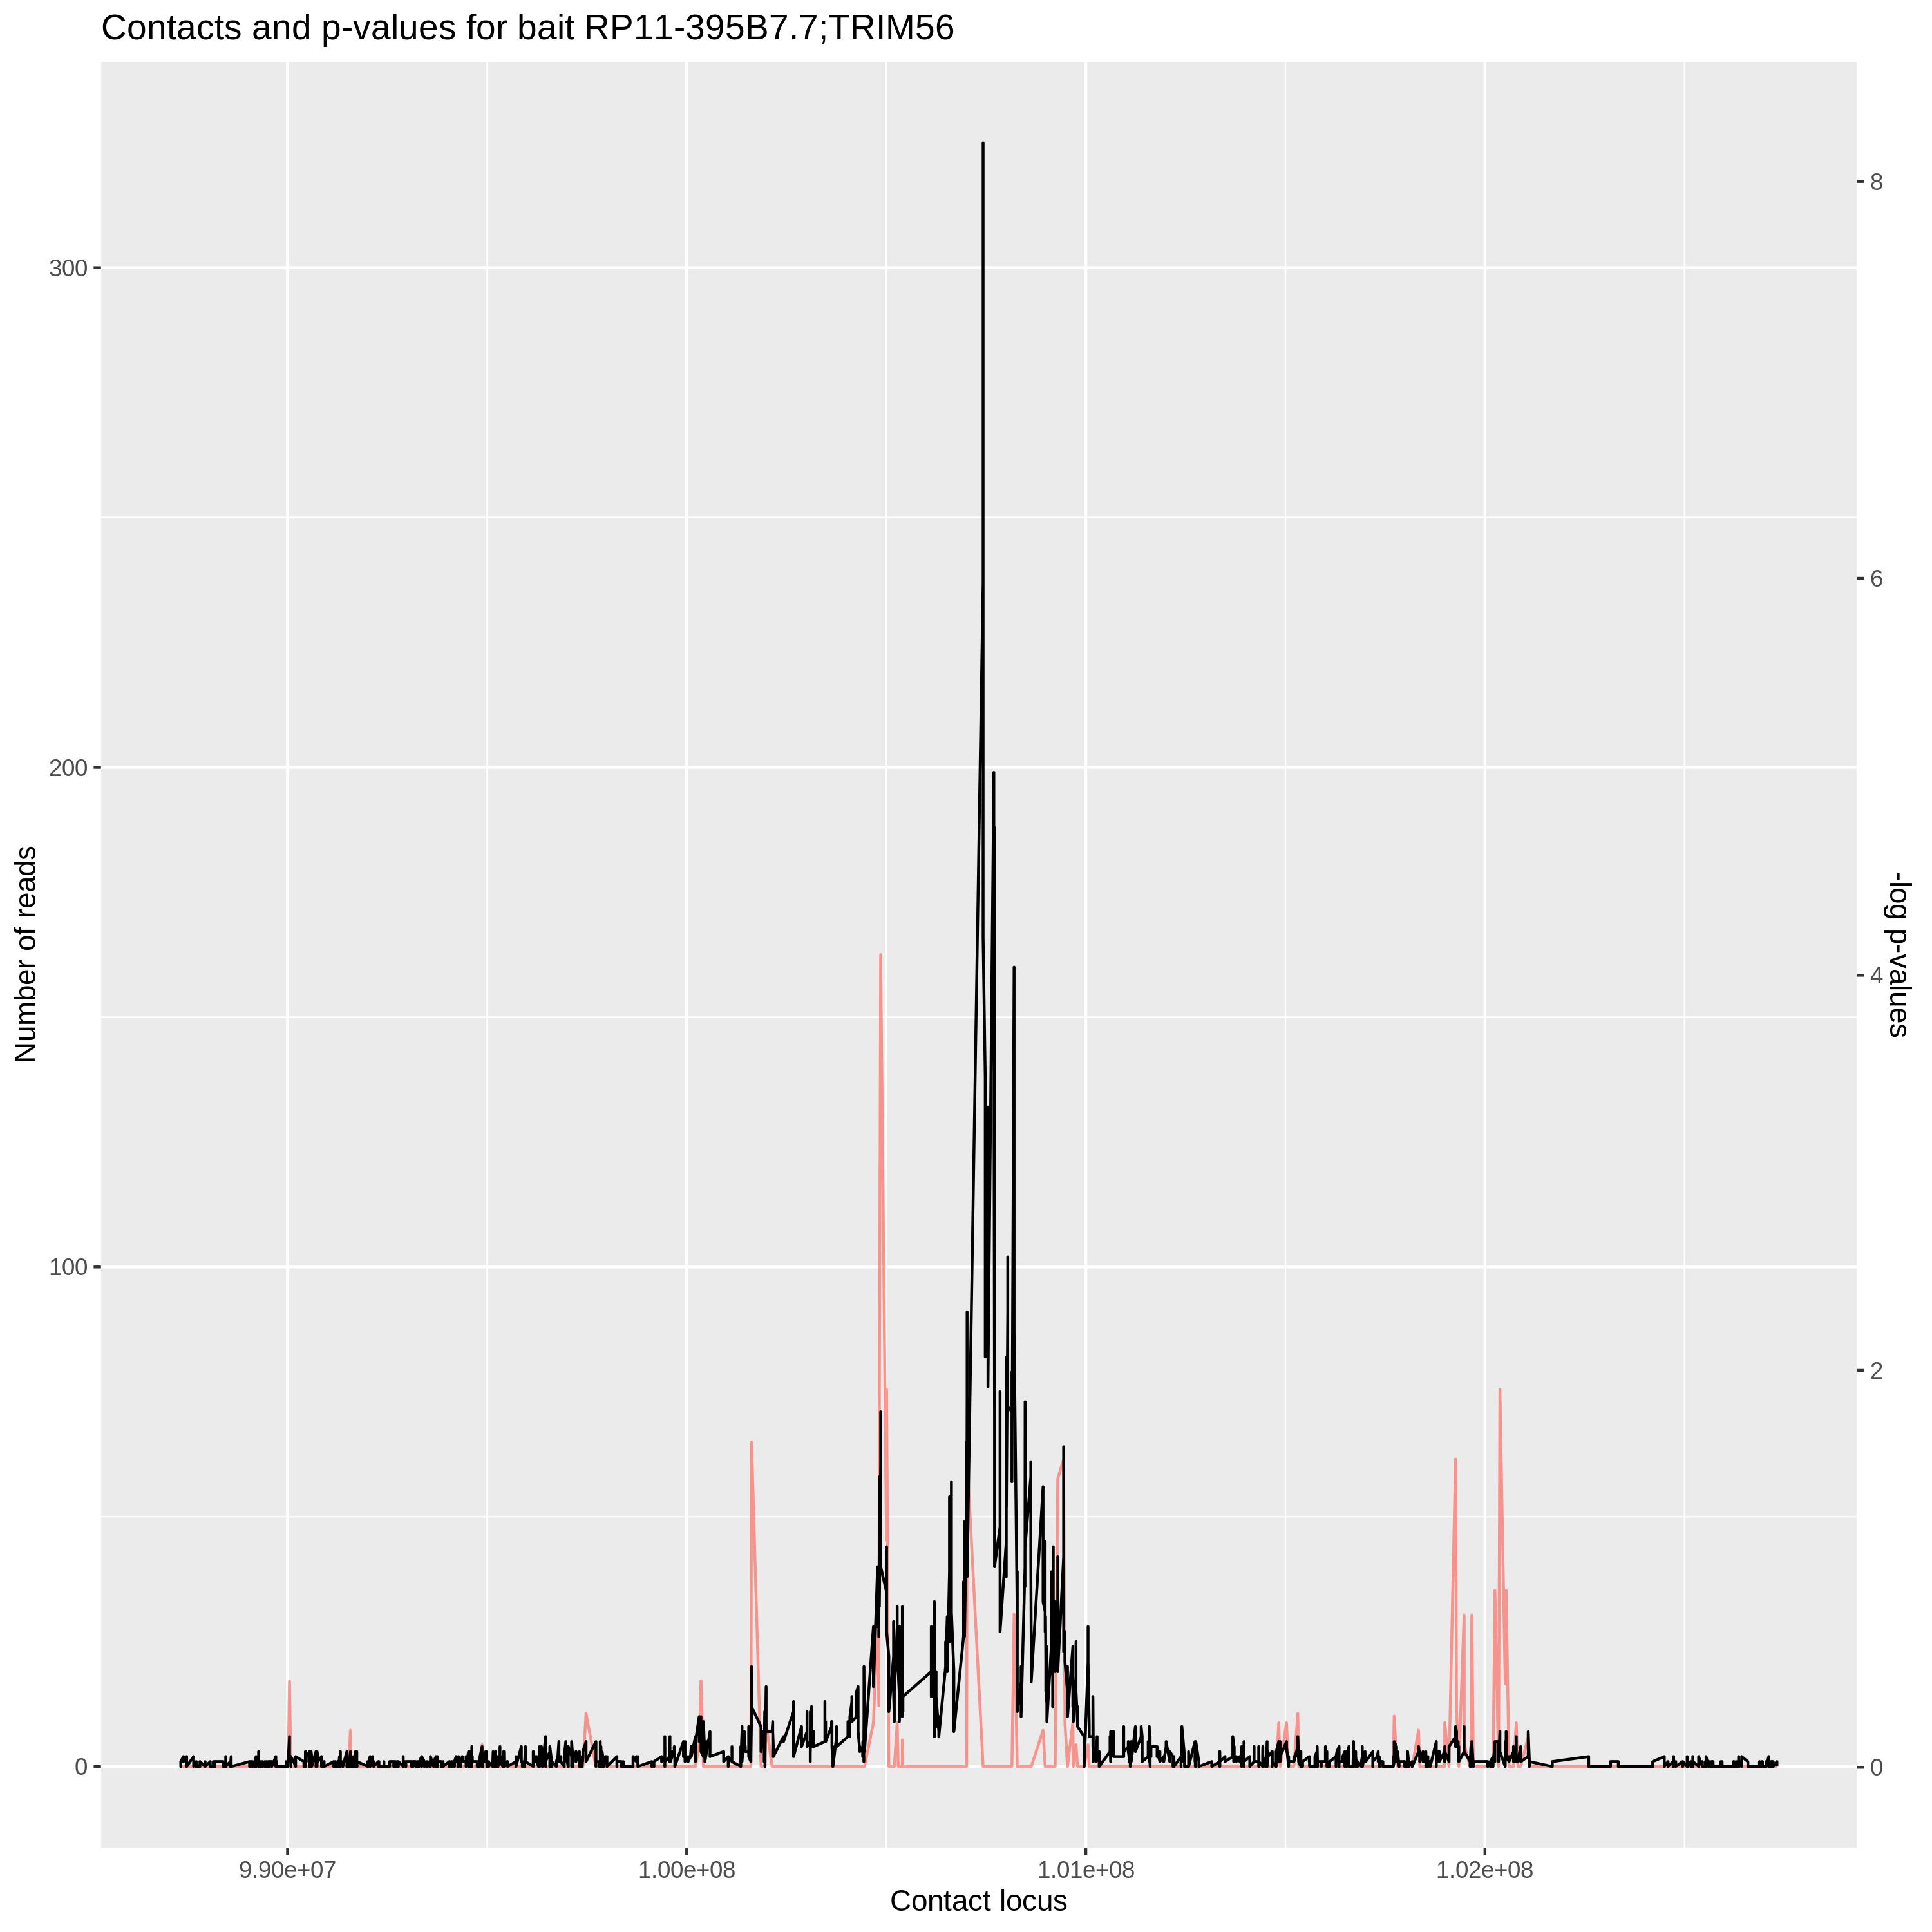 Contacts and p-values for bait RP11-395B7.7;TRIM56
Number of reads
300
200
100
0
8
6
4
2
0
-log p-values
9.90e+07 1.00e+08 1.01e+08 1.02e+08
Contact locus